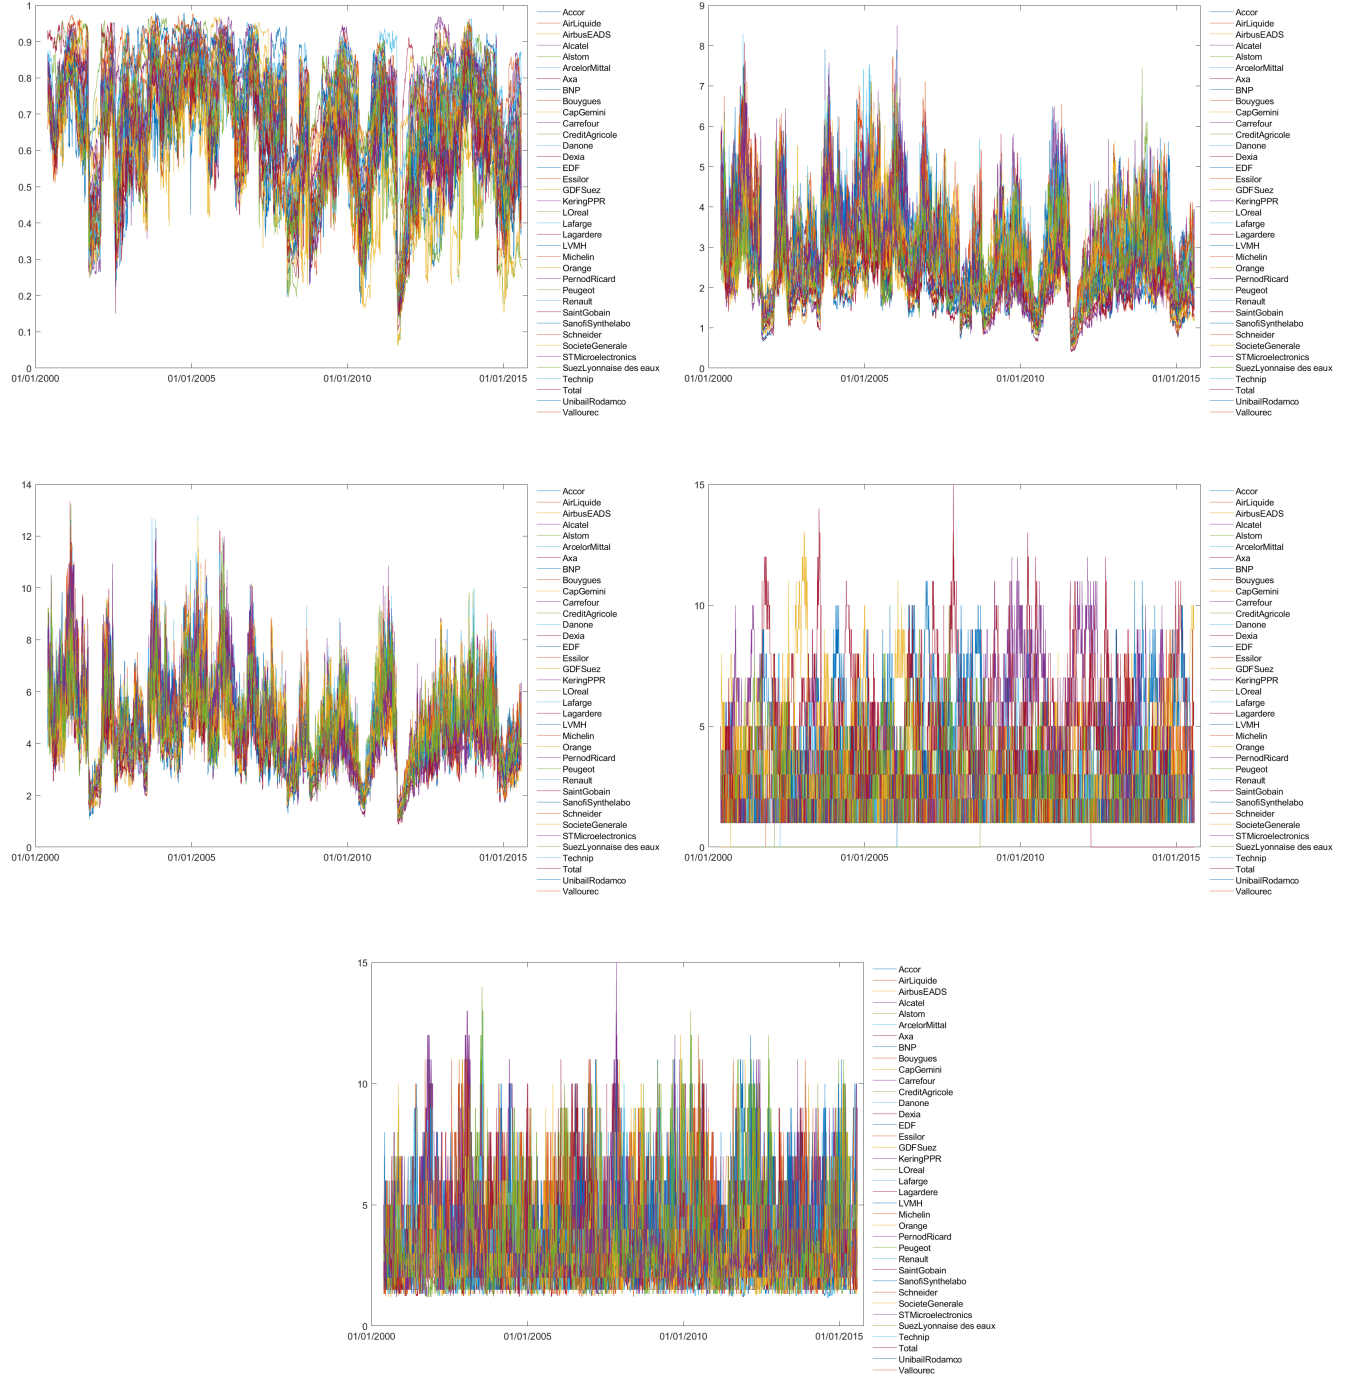 1
0.9
0.8
0.7
0.6
0.5
0.4
0.3
0.2
0.1
0
01/01/2000
01/01/2005
01/01/2010
01/01/2015
Accor
AirLiquide
AirbusEADS
Alcatel
Alstom
ArcelorMittal
Axa
BNP
Bouygues
CapGemini
Carrefour
CreditAgricole
Danone
Dexia
EDF
Essilor
GDFSuez
KeringPPR
LOreal
Lafarge
Lagardere
LVMH
Michelin
Orange
PernodRicard
Peugeot
Renault
SaintGobain
SanofiSynthelabo
Schneider
SocieteGenerale
STMicroelectronics
SuezLyonnaise des eaux
Technip
Total
UnibailRodamco
Vallourec
9
8
7
6
5
4
3
2
1
0
01/01/2000
01/01/2005
01/01/2010
01/01/2015
Accor
AirLiquide
AirbusEADS
Alcatel
Alstom
ArcelorMittal
Axa
BNP
Bouygues
CapGemini
Carrefour
CreditAgricole
Danone
Dexia
EDF
Essilor
GDFSuez
KeringPPR
LOreal
Lafarge
Lagardere
LVMH
Michelin
Orange
PernodRicard
Peugeot
Renault
SaintGobain
SanofiSynthelabo
Schneider
SocieteGenerale
STMicroelectronics
SuezLyonnaise des eaux
Technip
Total
UnibailRodamco
Vallourec
14
12
10
8
6
4
2
0
01/01/2000
01/01/2005
01/01/2010
01/01/2015
Accor
AirLiquide
AirbusEADS
Alcatel
Alstom
ArcelorMittal
Axa
BNP
Bouygues
CapGemini
Carrefour
CreditAgricole
Danone
Dexia
EDF
Essilor
GDFSuez
KeringPPR
LOreal
Lafarge
Lagardere
LVMH
Michelin
Orange
PernodRicard
Peugeot
Renault
SaintGobain
SanofiSynthelabo
Schneider
SocieteGenerale
STMicroelectronics
SuezLyonnaise des eaux
Technip
Total
UnibailRodamco
Vallourec
15
10
5
0
01/01/2000
01/01/2005
01/01/2010
01/01/2015
Accor
AirLiquide
AirbusEADS
Alcatel
Alstom
ArcelorMittal
Axa
BNP
Bouygues
CapGemini
Carrefour
CreditAgricole
Danone
Dexia
EDF
Essilor
GDFSuez
KeringPPR
LOreal
Lafarge
Lagardere
LVMH
Michelin
Orange
PernodRicard
Peugeot
Renault
SaintGobain
SanofiSynthelabo
Schneider
SocieteGenerale
STMicroelectronics
SuezLyonnaise des eaux
Technip
Total
UnibailRodamco
Vallourec
15
10
5
0
01/01/2000
01/01/2005
01/01/2010
01/01/2015
Accor
AirLiquide
AirbusEADS
Alcatel
Alstom
ArcelorMittal
Axa
BNP
Bouygues
CapGemini
Carrefour
CreditAgricole
Danone
Dexia
EDF
Essilor
GDFSuez
KeringPPR
LOreal
Lafarge
Lagardere
LVMH
Michelin
Orange
PernodRicard
Peugeot
Renault
SaintGobain
SanofiSynthelabo
Schneider
SocieteGenerale
STMicroelectronics
SuezLyonnaise des eaux
Technip
Total
UnibailRodamco
Vallourec